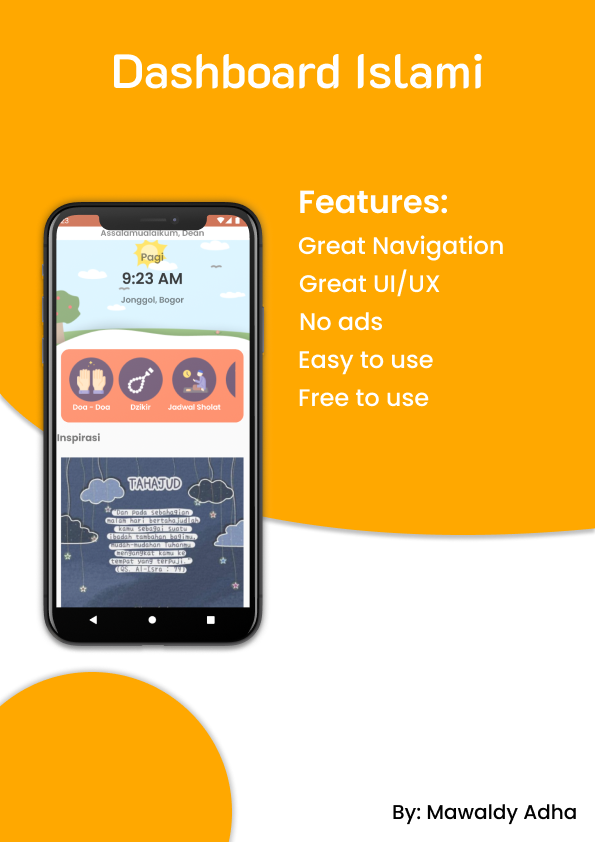 Dashboard Islami
Features:
Great Navigation
Great UI/UX
No ads
Easy to use
Free to use
Assalamualaikum, Dean
Pagi
9:23 AM
Jonggol, Bogor
Doa - Doa
Dzikir
Jadwal Sholat
Inspirasi
TAHAJUD
Dan pada sebahagian
malam hari bertahajudlah
kamu sebagai suatu
ibadah tambahan bagimu,
mudah-mudahan Tuhanmu
mengangkat kamu ke
tempat yang terpuji."
(QS. Al-Isra : 79)
By: Mawaldy Adha